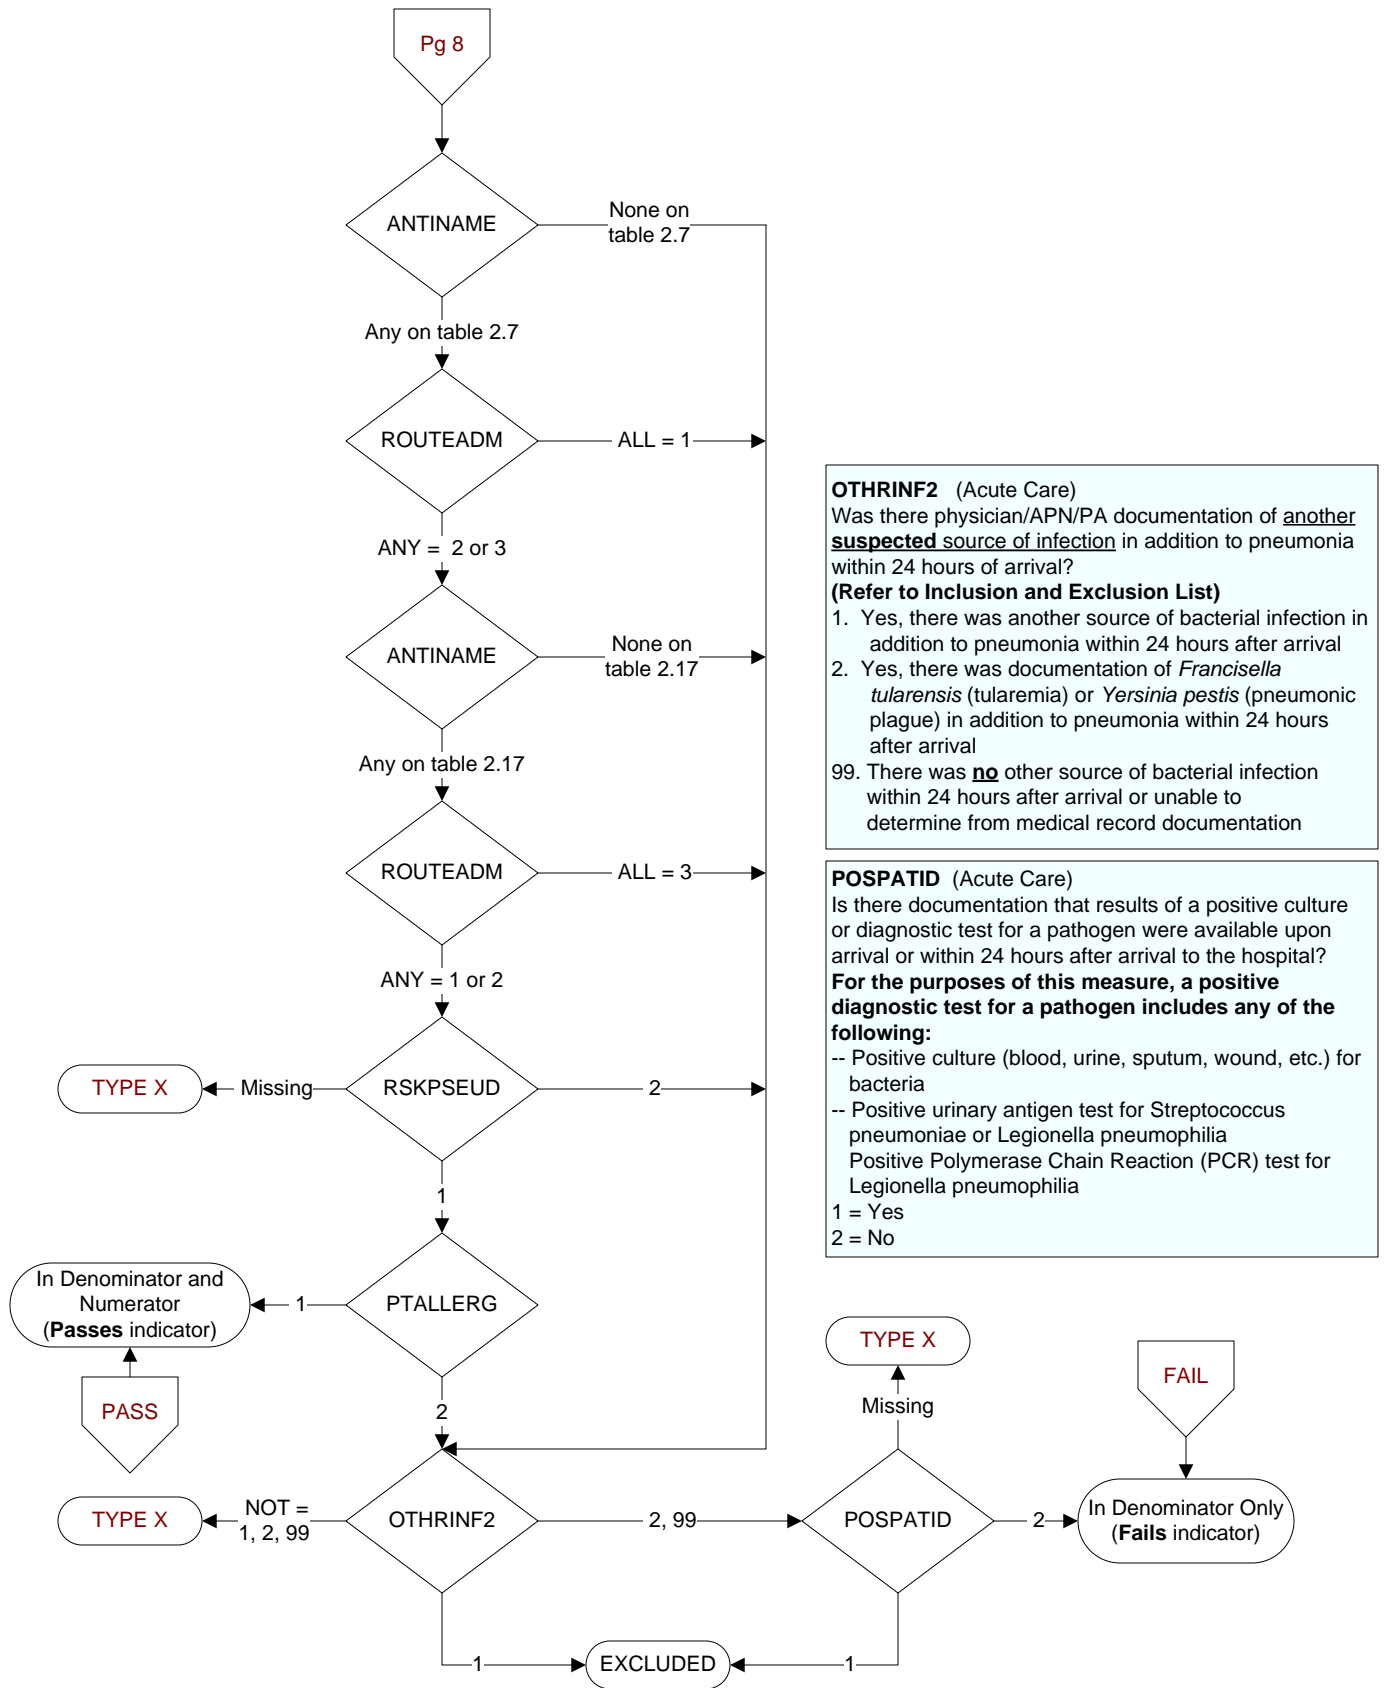 Pg 8
ANTINAME
None on
table 2.7
Any on table 2.7
ROUTEADM
ALL = 1
ANY =  2 or 3
ANTINAME
None on
table 2.17
Any on table 2.17
ROUTEADM
ALL = 3
ANY = 1 or 2
TYPE X
Missing
RSKPSEUD
2
1
In Denominator and
Numerator
(Passes indicator)
1
PTALLERG
PASS
2
TYPE X
NOT =
1, 2, 99
OTHRINF2
2, 99
1
EXCLUDED
1
OTHRINF2   (Acute Care)
Was there physician/APN/PA documentation of another
suspected source of infection in addition to pneumonia
within 24 hours of arrival?
(Refer to Inclusion and Exclusion List)
1.  Yes, there was another source of bacterial infection in
addition to pneumonia within 24 hours after arrival
2.  Yes, there was documentation of Francisella
tularensis (tularemia) or Yersinia pestis (pneumonic
plague) in addition to pneumonia within 24 hours
after arrival
99. There was no other source of bacterial infection
within 24 hours after arrival or unable to
determine from medical record documentation
POSPATID  (Acute Care)
Is there documentation that results of a positive culture
or diagnostic test for a pathogen were available upon
arrival or within 24 hours after arrival to the hospital?
For the purposes of this measure, a positive
diagnostic test for a pathogen includes any of the
following:
-- Positive culture (blood, urine, sputum, wound, etc.) for
bacteria
-- Positive urinary antigen test for Streptococcus
pneumoniae or Legionella pneumophilia
Positive Polymerase Chain Reaction (PCR) test for
Legionella pneumophilia
1 = Yes
2 = No
TYPE X
Missing
POSPATID
2
FAIL
In Denominator Only
(Fails indicator)